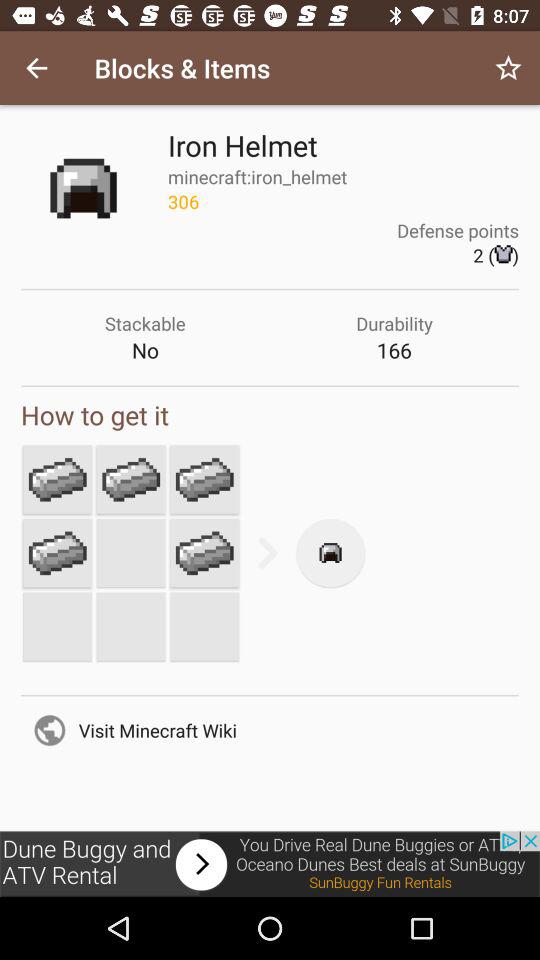 8:07
Blocks & Items
Iron Helmet
minecraft:iron_helmet
306
Defense points
2 ( )
Stackable
No
Durability
166
How to get it
Visit Minecraft Wiki
Dune Buggy and
ATV Rental
You Drive Real Dune Buggies or AT
Oceano Dunes Best deals at SunBuggy
SunBuggy Fun Rentals